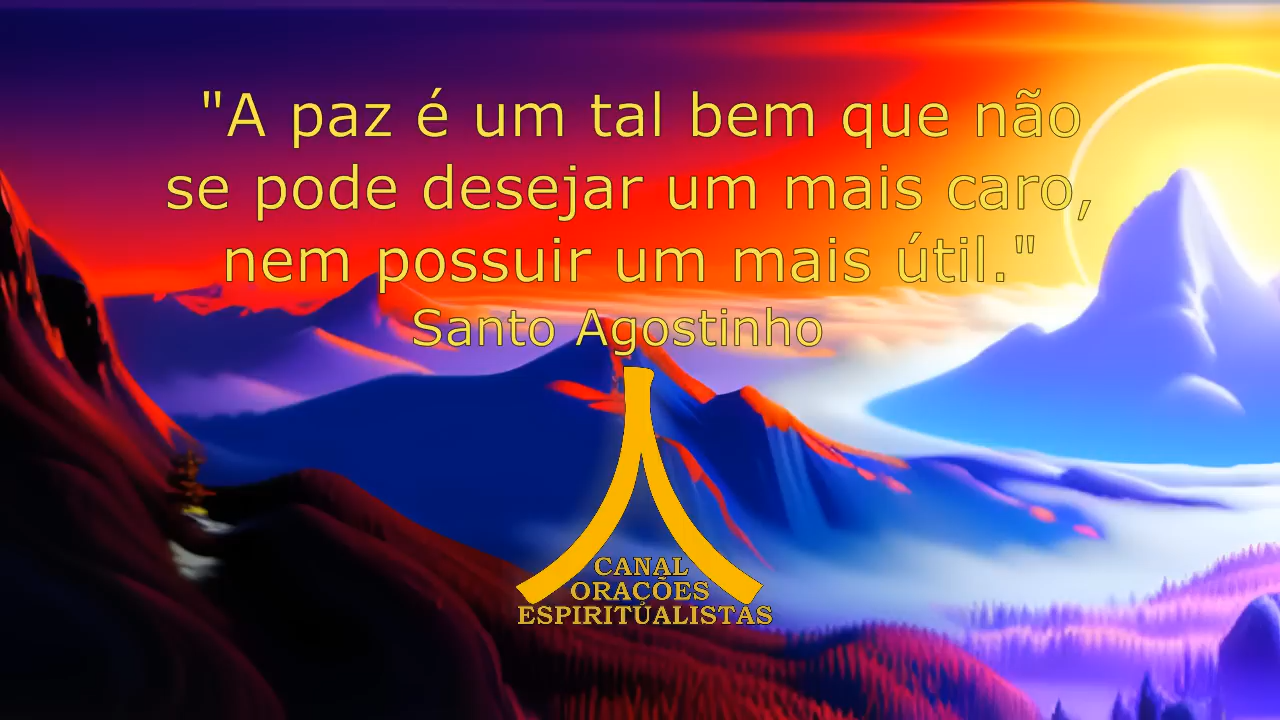 "A paz é um tal bem que não
se pode desejar um mais caro,
nem possuir um mais útil."
Santo Agostinho
CANAL
ORAÇÕES
ESPIRITUALISTAS